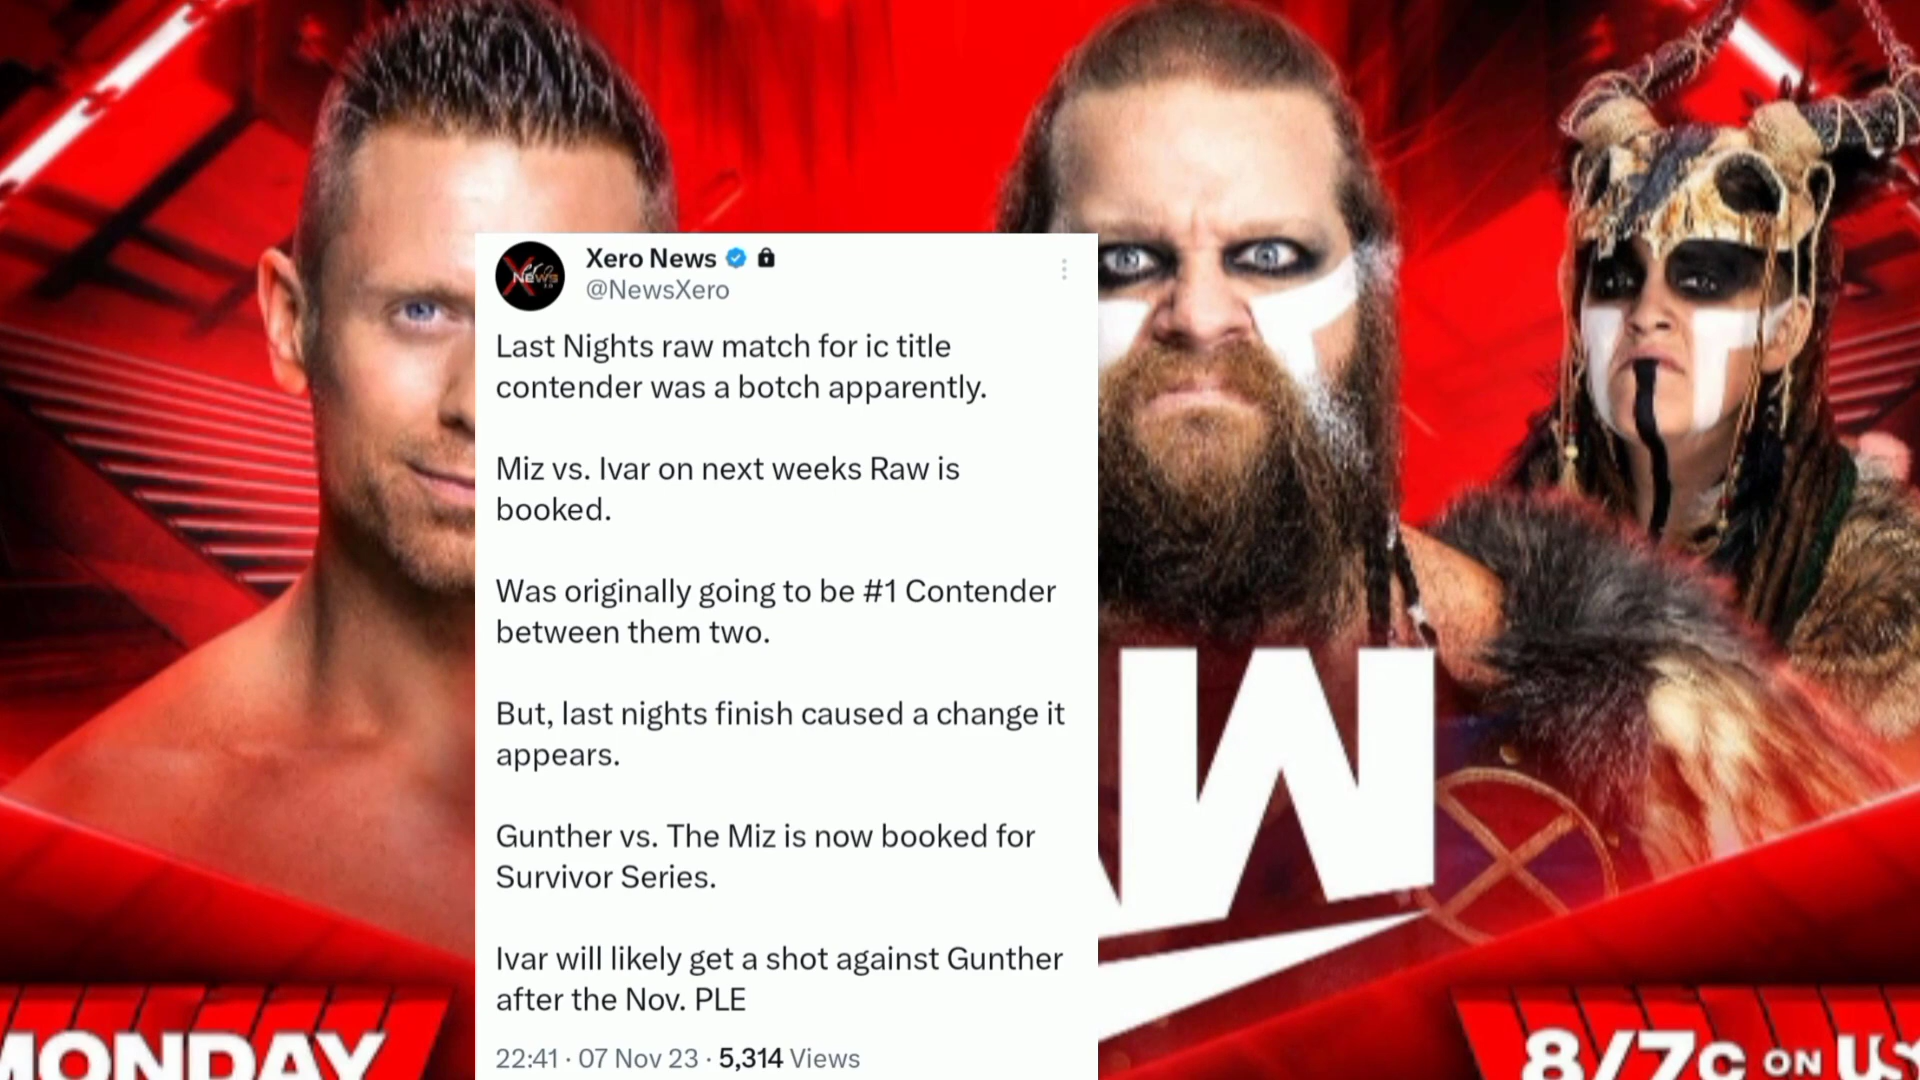 NEWS
Xero News
@NewsXero
Last Nights raw match for ic title
contender was a botch apparently.
Miz vs. Ivar on next weeks Raw is
booked.
Was originally going to be #1 Contender
between them two.
But, last nights finish caused a change it
appears.
Gunther vs. The Miz is now booked for
Survivor Series.
Ivar will likely get a shot against Gunther
after the Nov. PLE
22:41 · 07 Nov 23 · 5,314 Views
W
MONDAY
8/7c ON US